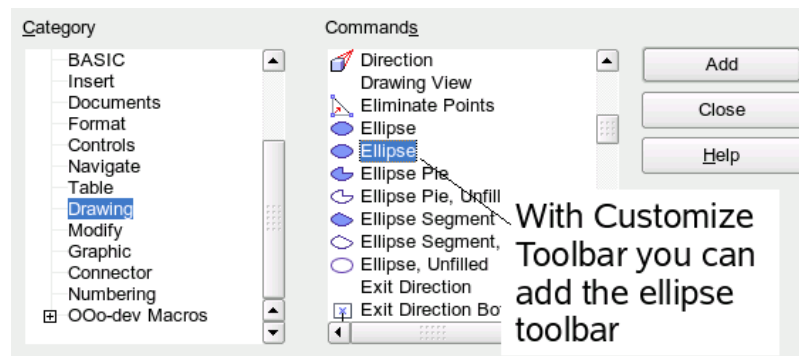 Category
BASIC
Insert
Documents
Format
Controls
Navigate
Table
Drawing
Modify
Graphic
Connector
Numbering
OOo-dev Macros
Commands
Direction
Drawing View
Eliminate Points
Ellipse
Ellipse
Ellipse Pie
Ellipse Pie, Unfill
Ellipse Segment
Ellipse Segment,
Ellipse, Unfilled
Exit Direction
Exit Direction Bo
Add
Close
Help
With Customize
Toolbar you can
add the ellipse
toolbar